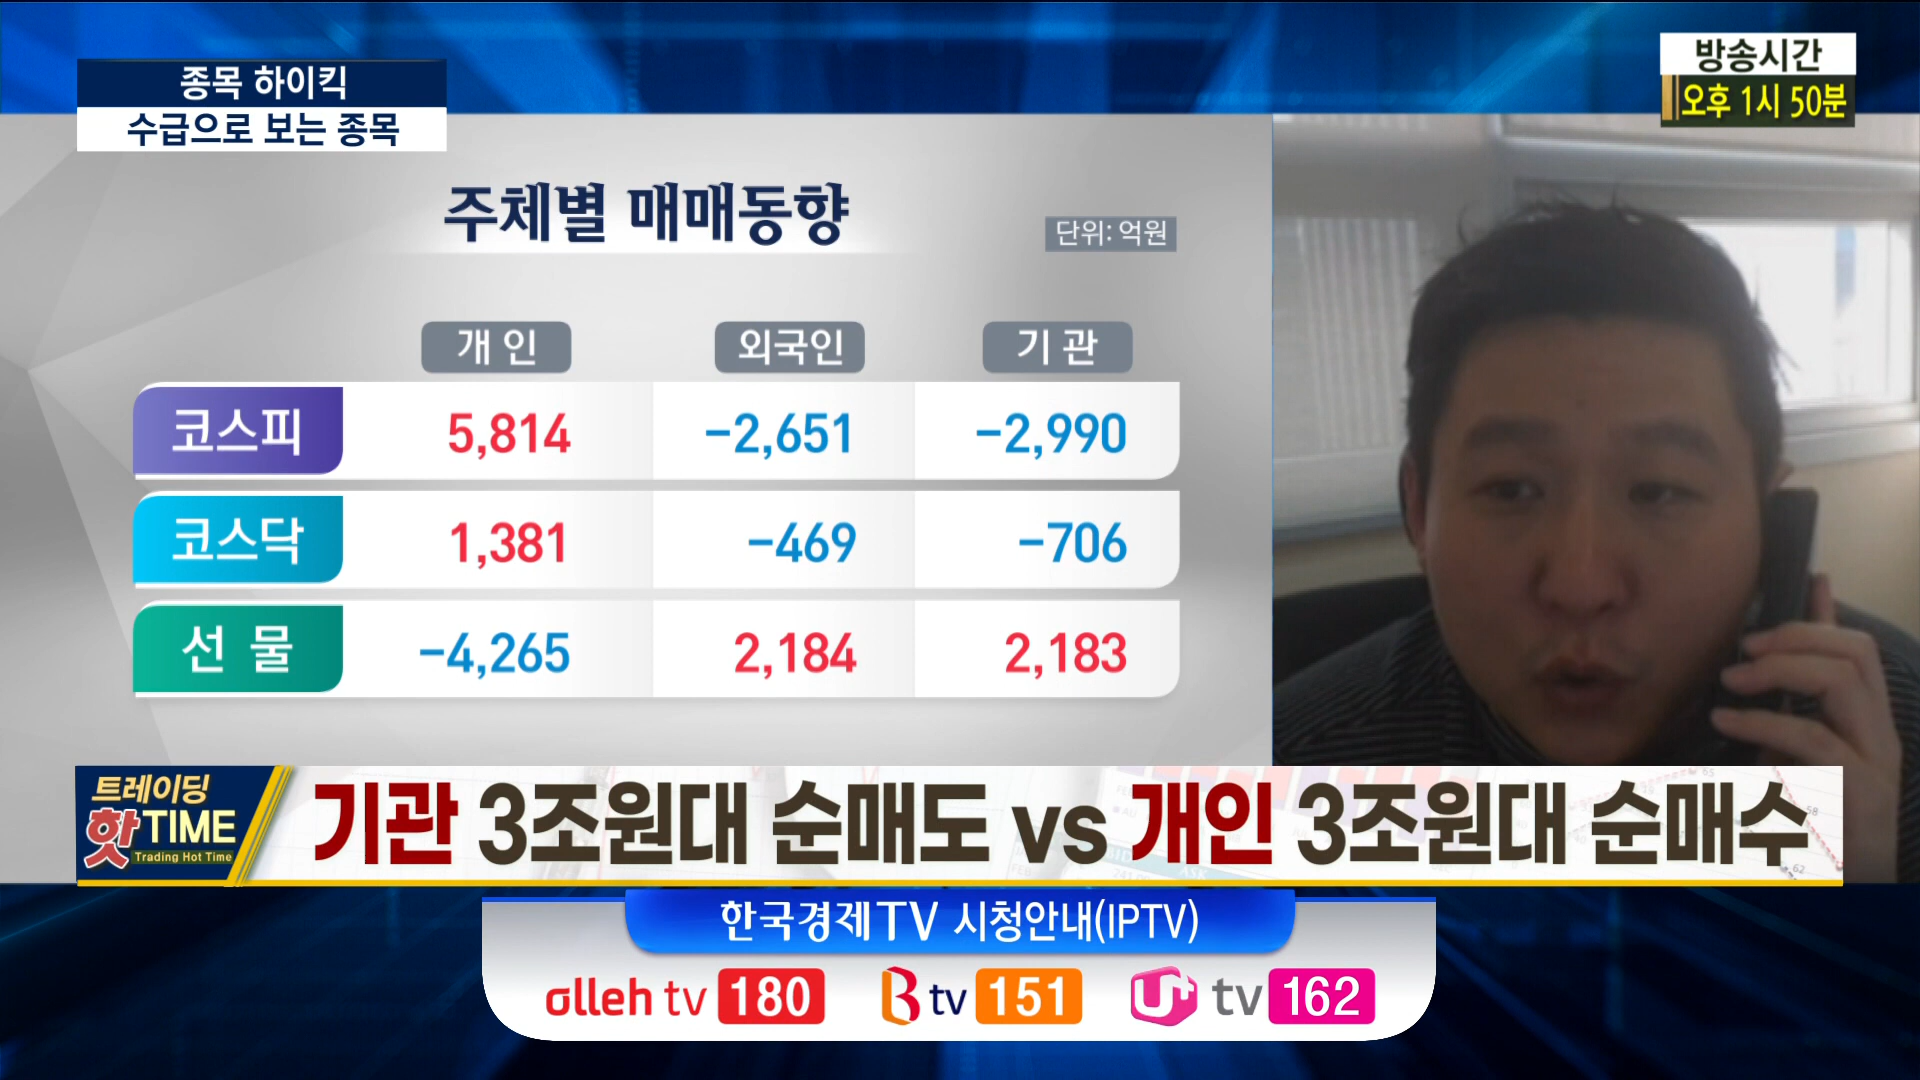 종목 하이킥
수급으로 보는 종목
방송시간
오후 1시 50분
주체별 매매동향
단위: 억원
개인 외국인 기관
코스피 5,814 -2,651 -2,990
코스닥 1,381 -469 -706
선물 -4,265 2,184 2,183
트레이딩
핫TIME
Trading Hot Time
기관 3조원대 순매도 vs 개인 3조원대 순매수
한국경제TV 시청안내(IPTV)
olleh tv 180 B tv 151 U+ tv 162